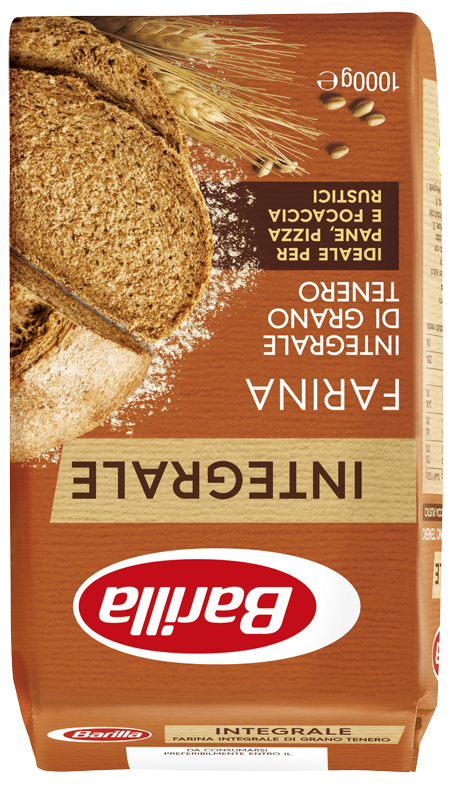 Barilla
INTEGRALE
FARINA
INTEGRALE
DI GRANO
TENERO
IDEALE PER
PANE, PIZZA
E FOCACCIA
RUSTICI
1000g ℮
Barilla
INTEGRALE
FARINA INTEGRALE DI GRANO TENERO
DA CONSUMARSI
PREFERIBILMENTE ENTRO IL